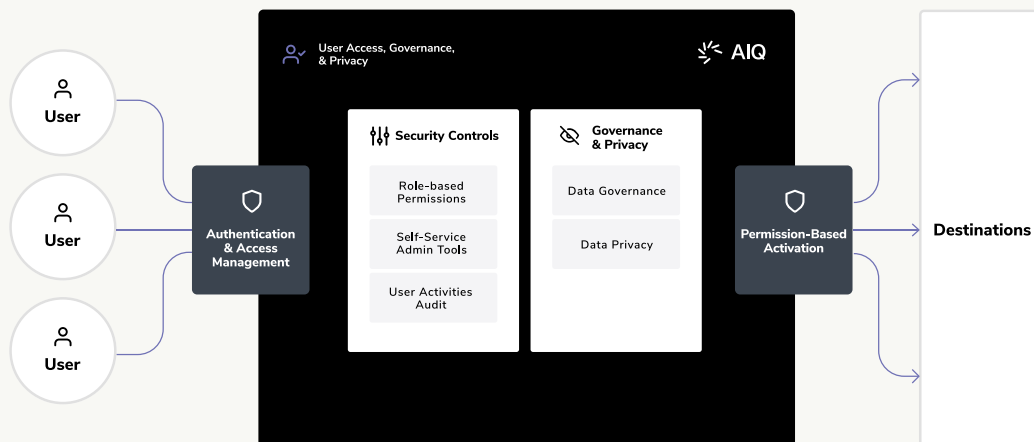 User Access, Governance,
& Privacy
AIQ
User
User
User
Authentication
& Access
Management
Security Controls
Role-based
Permissions
Self-Service
Admin Tools
User Activities
Audit
Governance
& Privacy
Data Governance
Data Privacy
Permission-Based
Activation
Destinations